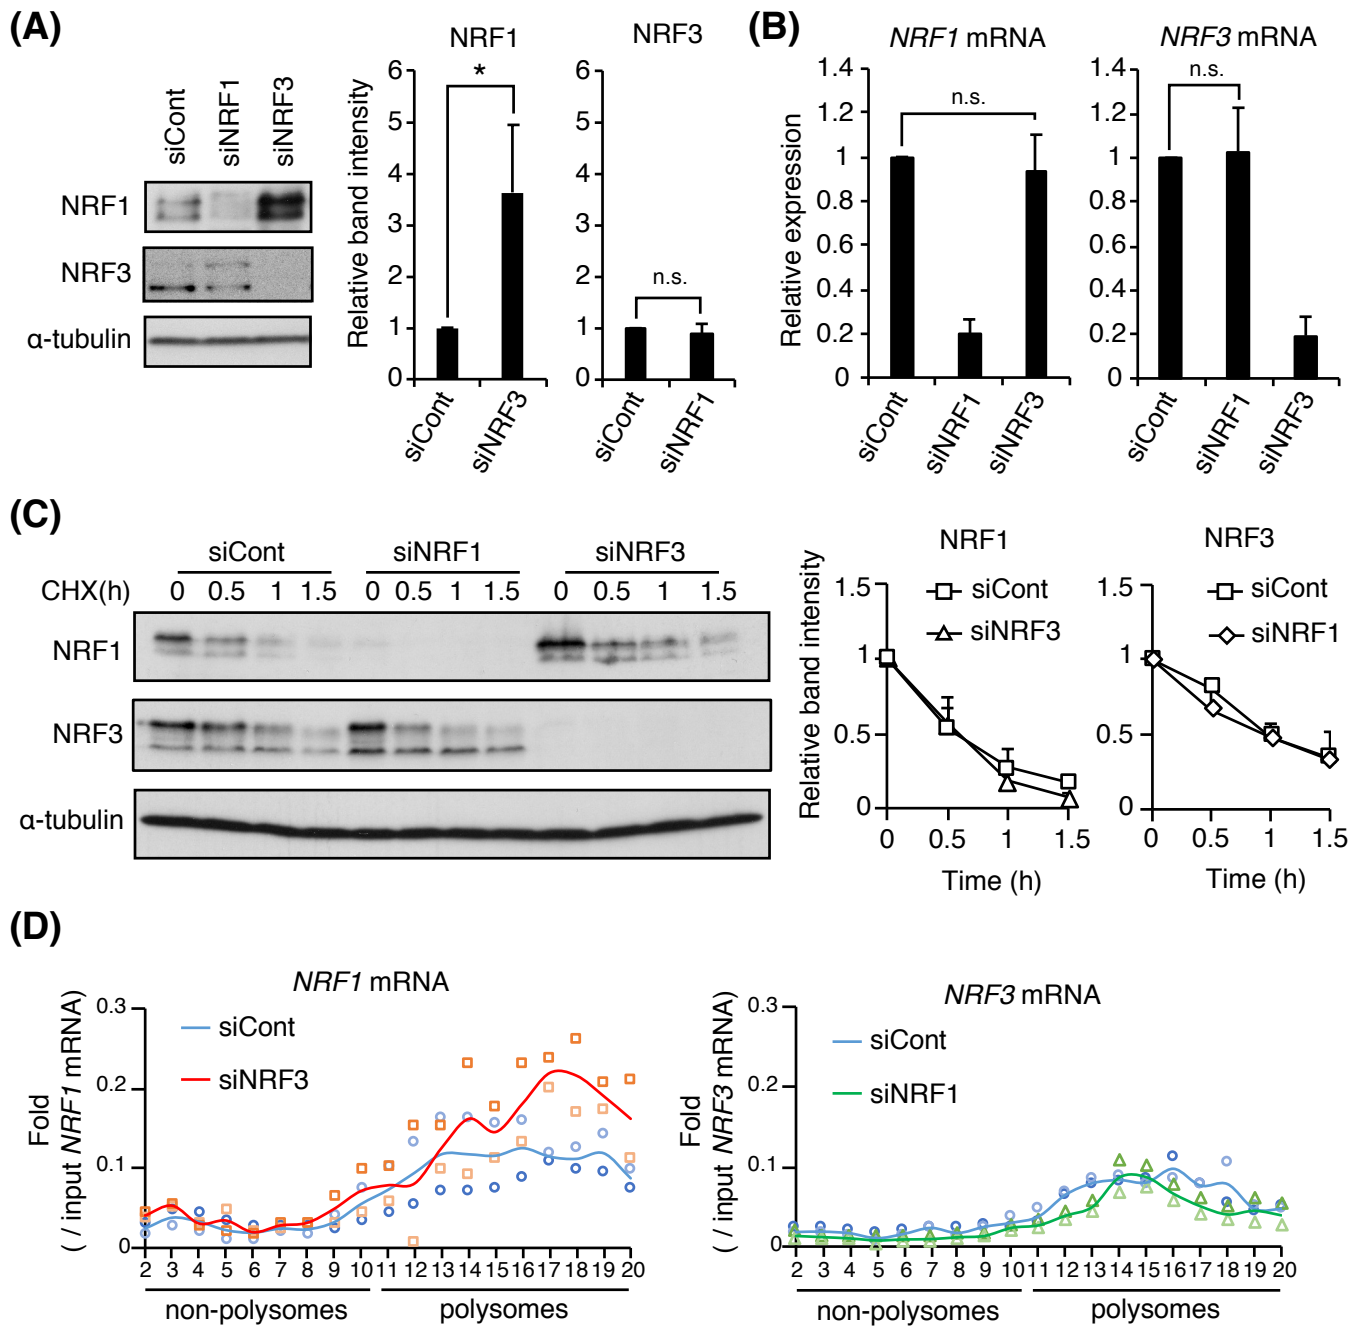 (A)
siCont
siNRF1
siNRF3
NRF1
NRF3
α-tubulin
NRF1
NRF3
Relative band intensity
6
5
4
3
2
1
0
*
siCont
siNRF3
6
5
4
3
2
1
0
n.s.
siCont
siNRF1
(B)
NRF1 mRNA
NRF3 mRNA
Relative expression
1.4
1.2
1
0.8
0.6
0.4
0.2
0
n.s.
siCont
siNRF1
siNRF3
1.4
1.2
1
0.8
0.6
0.4
0.2
0
n.s.
siCont
siNRF1
siNRF3
(C)
siCont siNRF1 siNRF3
CHX(h) 0 0.5 1 1.5 0 0.5 1 1.5 0 0.5 1 1.5
NRF1
NRF3
α-tubulin
NRF1
siCont
siNRF3
Relative band intensity
1.5
1
0.5
0
0 0.5 1 1.5
Time (h)
NRF3
siCont
siNRF1
1.5
1
0.5
0
0 0.5 1 1.5
Time (h)
(D)
NRF1 mRNA
siCont
siNRF3
Fold
( / input NRF1 mRNA)
0.3
0.2
0.1
0
2 3 4 5 6 7 8 9 10 11 12 13 14 15 16 17 18 19 20
non-polysomes polysomes
NRF3 mRNA
siCont
siNRF1
Fold
( / input NRF3 mRNA)
0.3
0.2
0.1
0
2 3 4 5 6 7 8 9 10 11 12 13 14 15 16 17 18 19 20
non-polysomes polysomes